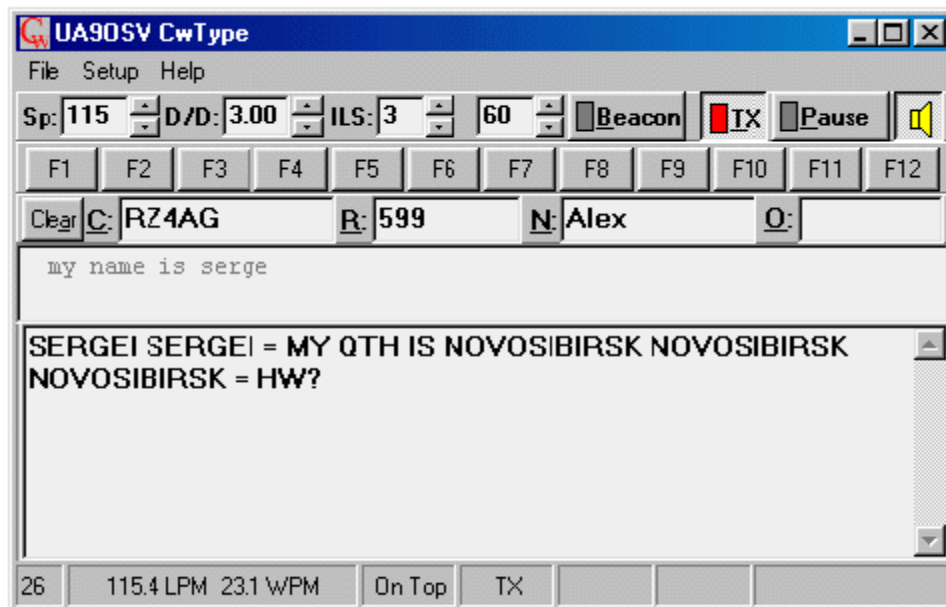 UA9OSV CwType
File Setup Help
Sp: 115 D/D: 3.00 ILS: 3 60 Beacon TX Pause
F1 F2 F3 F4 F5 F6 F7 F8 F9 F10 F11 F12
Clear C: RZ4AG R: 599 N: Alex O:
my name is serge
SERGEI SERGEI = MY QTH IS NOVOSIBIRSK NOVOSIBIRSK
NOVOSIBIRSK = HW?
26 115.4 LPM 23.1 WPM On Top TX